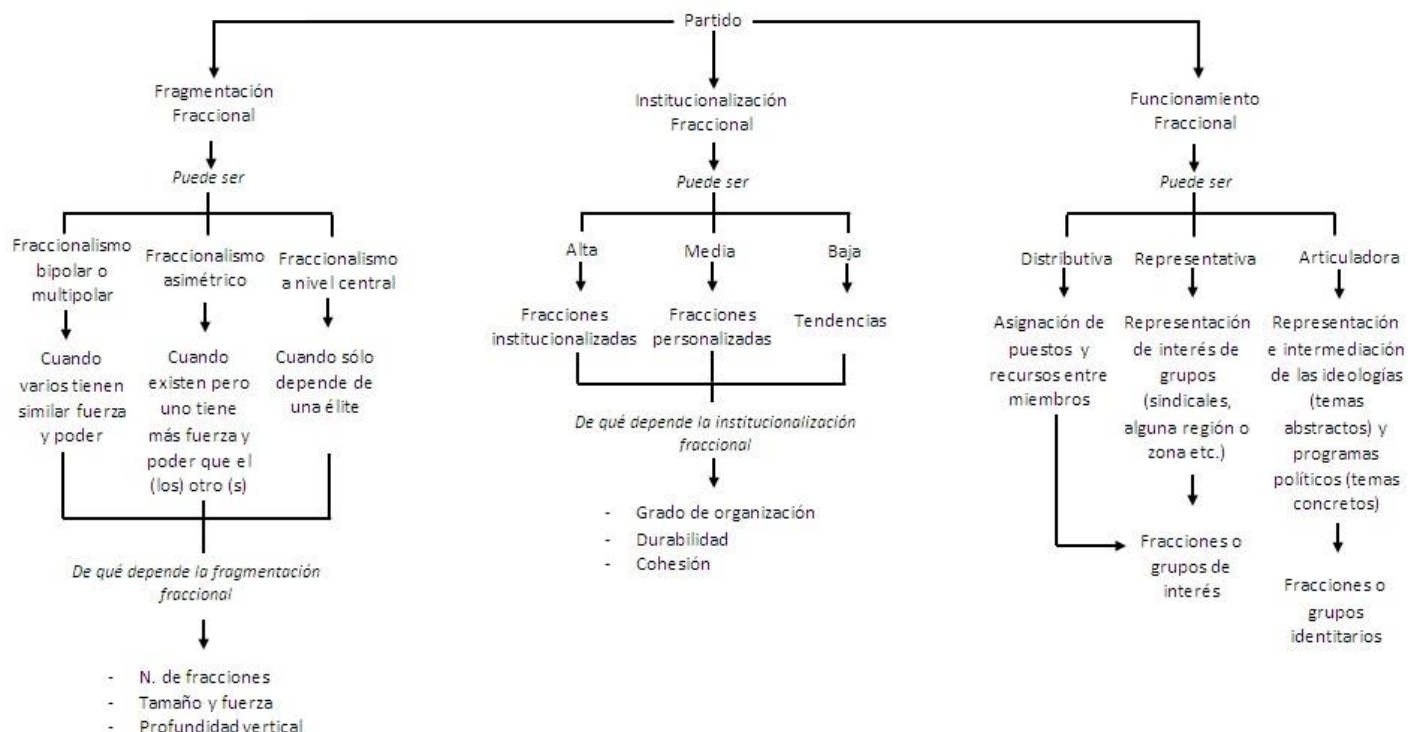 Partido
Fragmentación
Fraccional
Puede ser
Fraccionalismo
bipolar o
multipolar
Fraccionalismo
asimétrico
Fraccionalismo
a nivel central
Cuando
varios tienen
similar fuerza
y poder
Cuando
existen pero
uno tiene
más fuerza y
poder que el
(los) otro (s)
Cuando sólo
depende de
una élite
De qué depende la fragmentación
fraccional
- N. de fracciones
- Tamaño y fuerza
- Profundidad vertical
Institucionalización
Fraccional
Puede ser
Alta
Media
Baja
Fracciones
institucionalizadas
Fracciones
personalizadas
Tendencias
De qué depende la institucionalización
fraccional
- Grado de organización
- Durabilidad
- Cohesión
Funcionamiento
Fraccional
Puede ser
Distributiva
Representativa
Articuladora
Asignación de
puestos y
recursos entre
miembros
Representación
de interés de
grupos
(sindicales,
alguna región o
zona etc.)
Representación
e intermediación
de las ideologías
(temas
abstractos) y
programas
políticos (temas
concretos)
Fracciones o
grupos de
interés
Fracciones o
grupos
identitarios